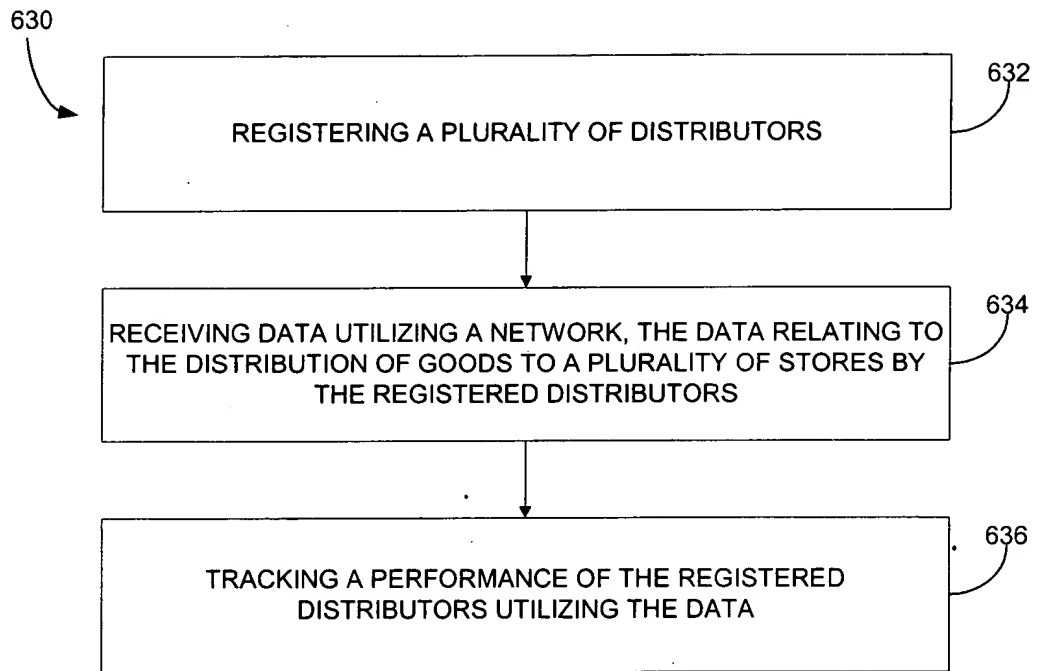 630
632
REGISTERING A PLURALITY OF DISTRIBUTORS
634
RECEIVING DATA UTILIZING A NETWORK, THE DATA RELATING TO
THE DISTRIBUTION OF GOODS TO A PLURALITY OF STORES BY
THE REGISTERED DISTRIBUTORS
636
TRACKING A PERFORMANCE OF THE REGISTERED
DISTRIBUTORS UTILIZING THE DATA